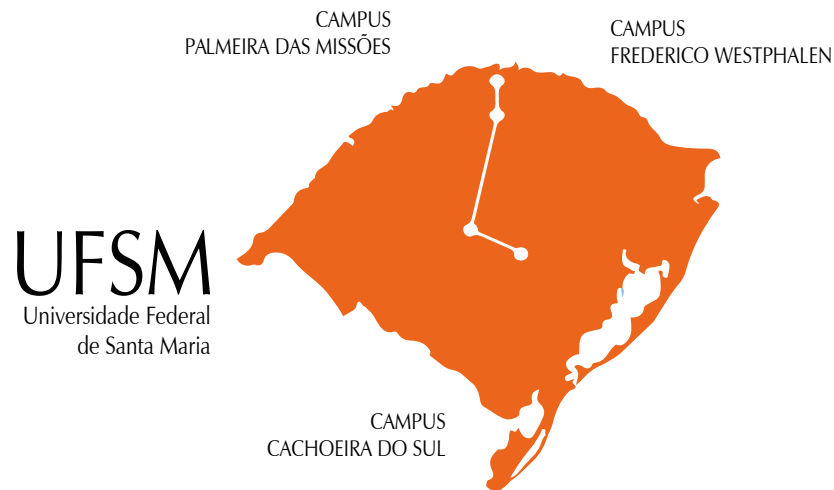 CAMPUS
PALMEIRA DAS MISSÕES
CAMPUS
FREDERICO WESTPHALEN
UFSM
Universidade Federal
de Santa Maria
CAMPUS
CACHOEIRA DO SUL